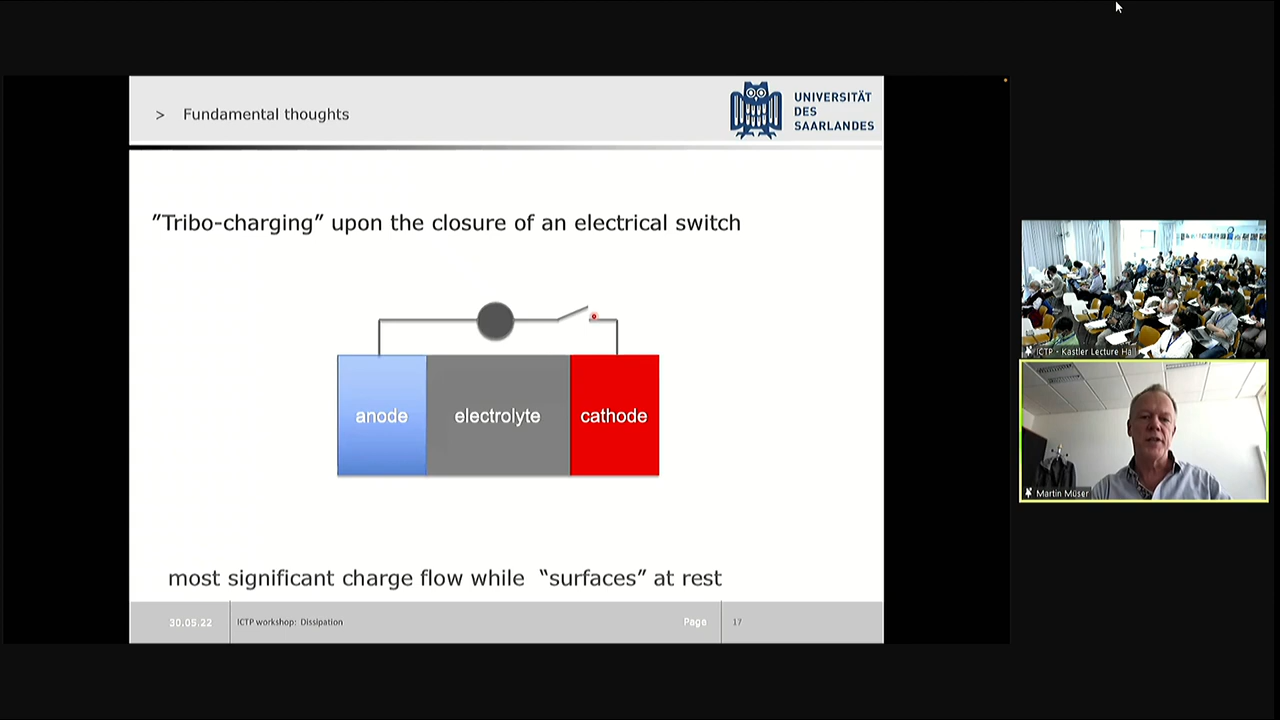 > Fundamental thoughts
UNIVERSITÄT
DES
SAARLANDES
"Tribo-charging" upon the closure of an electrical switch
anode
electrolyte
cathode
most significant charge flow while "surfaces" at rest
30.05.22
ICTP workshop: Dissipation
Page
17
ICTP - Kastler Lecture Hall
Martin Müser